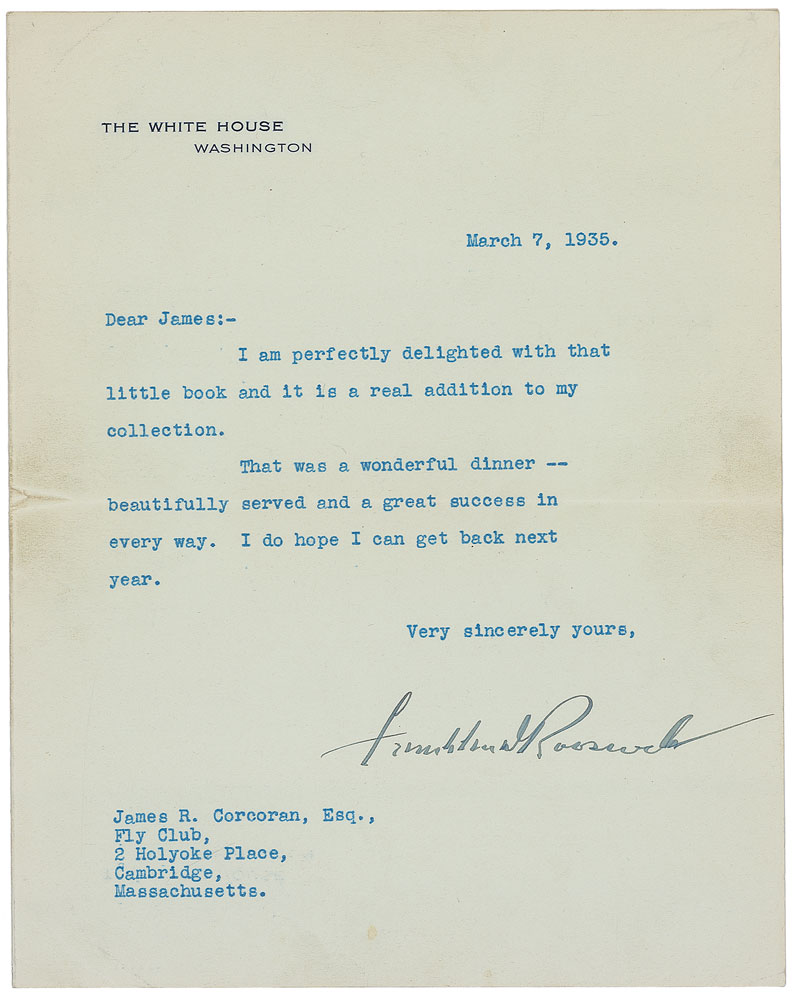 THE WHITE HOUSE
WASHINGTON
March 7, 1935.
Dear James:-
I am perfectly delighted with that
little book and it is a real addition to my
collection.
That was a wonderful dinner --
beautifully served and a great success in
every way. I do hope I can get back next
year.
Very sincerely yours,
Franklin D Roosevelt
James R. Corcoran, Esq.,
Fly Club,
2 Holyoke Place,
Cambridge,
Massachusetts.